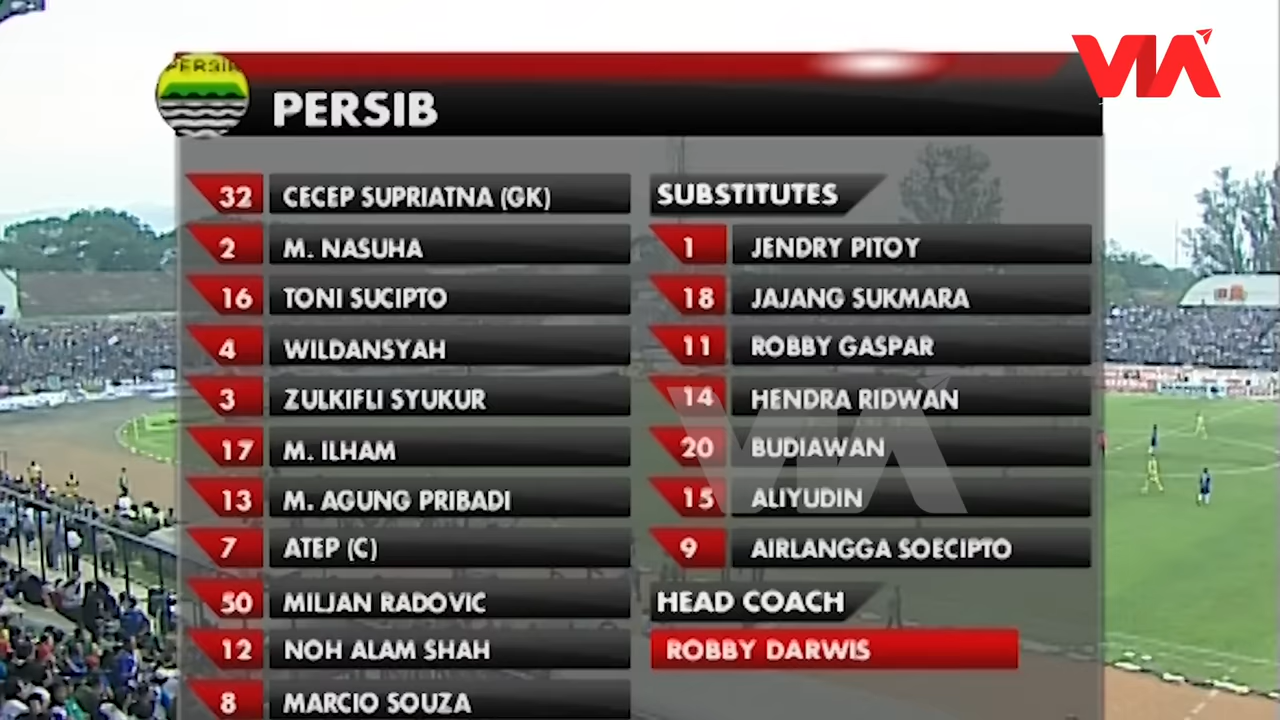 VIA
PERSIB
PERSIB
32 CECEP SUPRIATNA (GK)
2 M. NASUHA
16 TONI SUCIPTO
4 WILDANSYAH
3 ZULKIFLI SYUKUR
17 M. ILHAM
13 M. AGUNG PRIBADI
7 ATEP (C)
50 MILJAN RADOVIC
12 NOH ALAM SHAH
8 MARCIO SOUZA
SUBSTITUTES
1 JENDRY PITOY
18 JAJANG SUKMARA
11 ROBBY GASPAR
14 HENDRA RIDWAN
20 BUDIAWAN
15 ALIYUDIN
9 AIRLANGGA SOECIPTO
HEAD COACH
ROBBY DARWIS
VIA